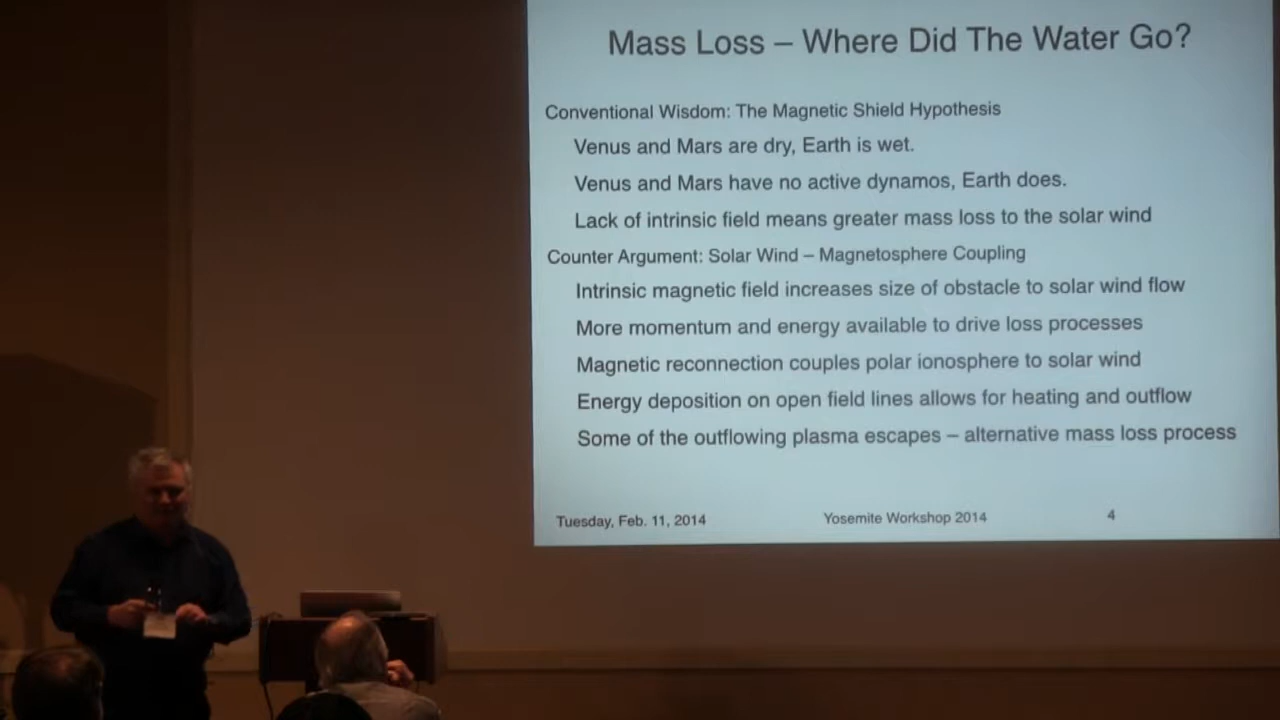 Mass Loss – Where Did The Water Go?
Conventional Wisdom: The Magnetic Shield Hypothesis
Venus and Mars are dry, Earth is wet.
Venus and Mars have no active dynamos, Earth does.
Lack of intrinsic field means greater mass loss to the solar wind
Counter Argument: Solar Wind – Magnetosphere Coupling
Intrinsic magnetic field increases size of obstacle to solar wind flow
More momentum and energy available to drive loss processes
Magnetic reconnection couples polar ionosphere to solar wind
Energy deposition on open field lines allows for heating and outflow
Some of the outflowing plasma escapes – alternative mass loss process
Tuesday, Feb. 11, 2014 Yosemite Workshop 2014 4